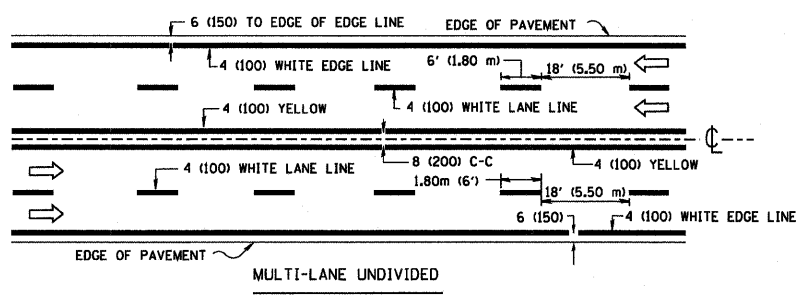 6 (150) TO EDGE OF EDGE LINE
EDGE OF PAVEMENT
4 (100) WHITE EDGE LINE
6' (1.80 m)
18' (5.50 m)
4 (100) YELLOW
4 (100) WHITE LANE LINE
℄
4 (100) WHITE LANE LINE
8 (200) C-C
4 (100) YELLOW
1.80m (6')
18' (5.50 m)
6 (150)
4 (100) WHITE EDGE LINE
EDGE OF PAVEMENT
MULTI-LANE UNDIVIDED